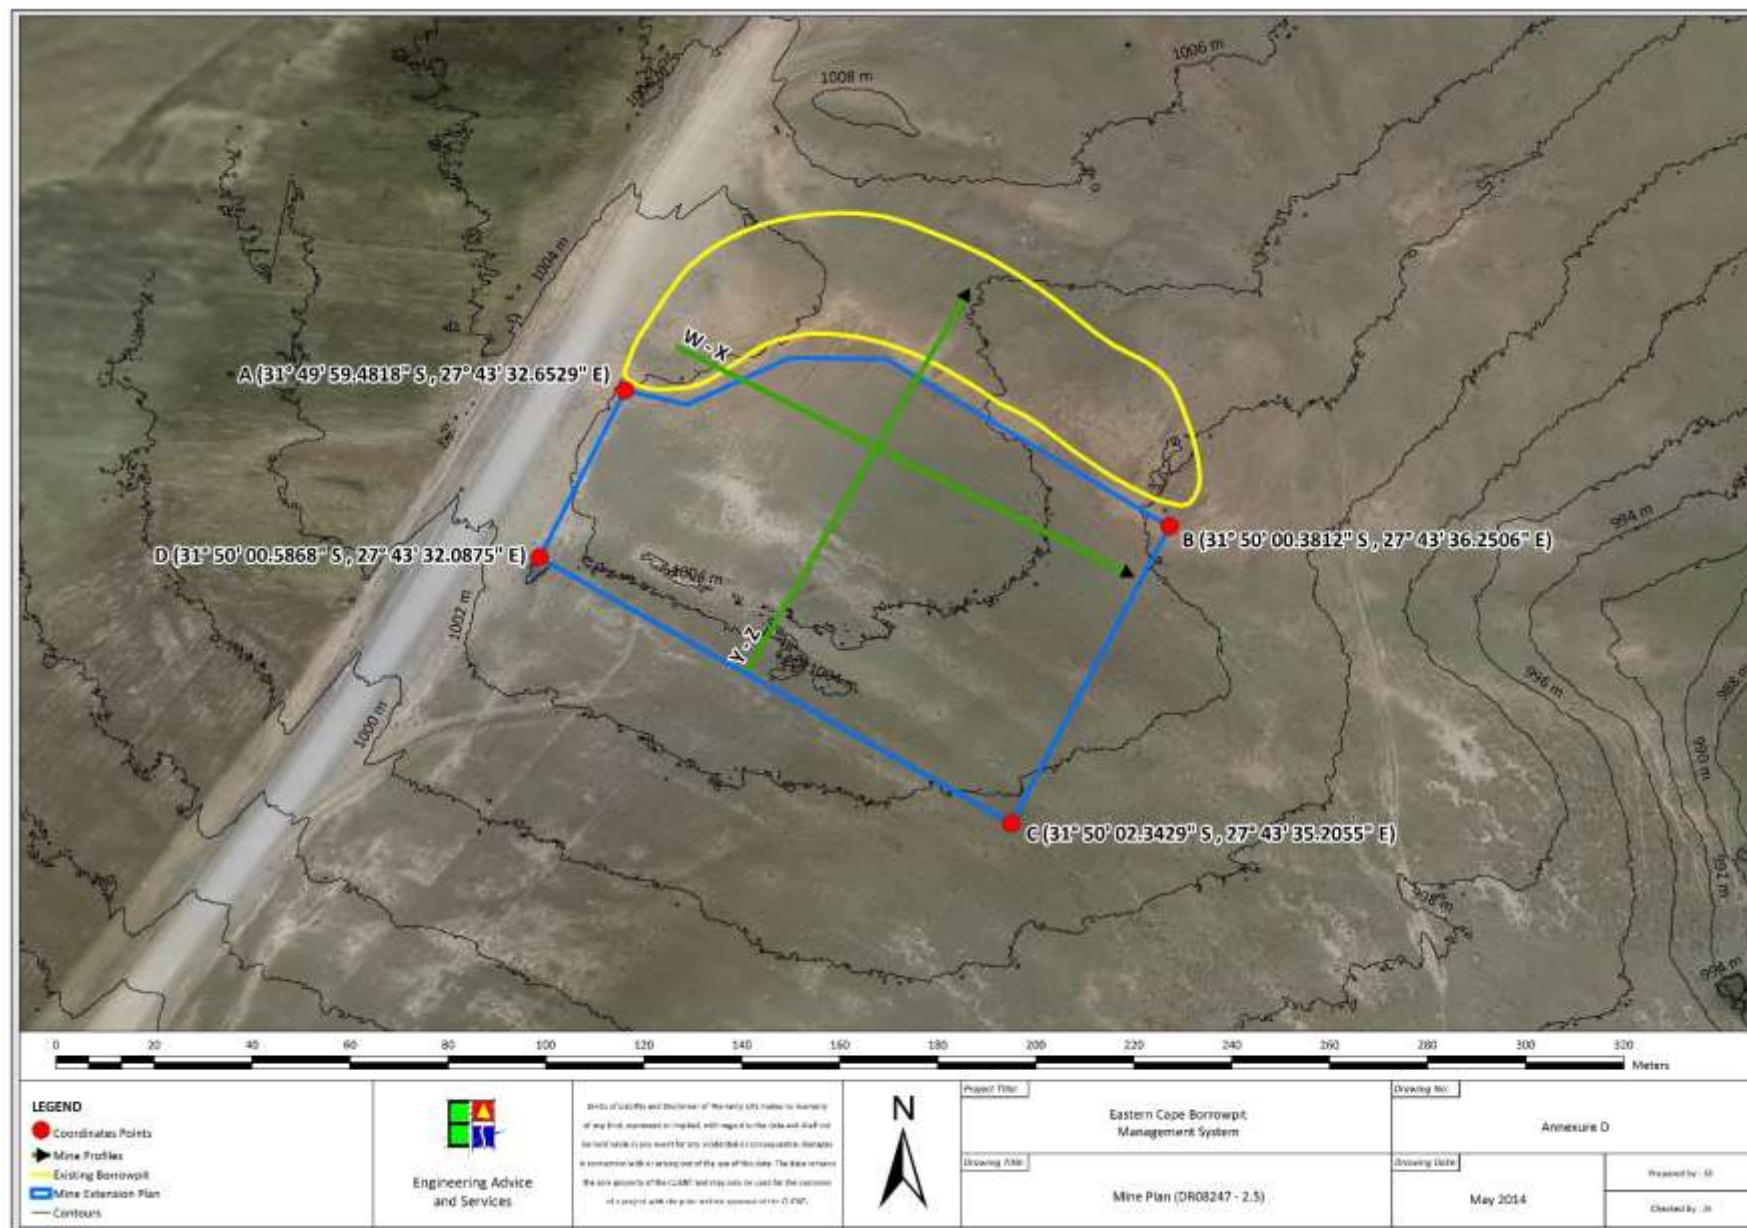 1006 m
1008 m
1004 m
W - X
A (31° 49' 59.4818" S , 27° 43' 32.6529" E)
994 m
B (31° 50' 00.3812" S , 27° 43' 36.2506" E)
D (31° 50' 00.5868" S , 27° 43' 32.0875" E)
1002 m
Y - Z
1004 m
996 m
988 m
1000 m
990 m
C (31° 50' 02.3429" S , 27° 43' 35.2055" E)
992 m
998 m
0 20 40 60 80 100 120 140 160 180 200 220 240 260 280 300 320
Meters
LEGEND
Coordinates Points
Mine Profiles
Existing Borrowpit
Mine Extension Plan
Contours
Engineering Advice
and Services
N
Project Title:
Eastern Cape Borrowpit
Management System
Drawing Title:
Mine Plan (DR08247 - 2.5)
Drawing No:
Annexure D
Drawing Date:
May 2014
Prepared by :
Checked by :